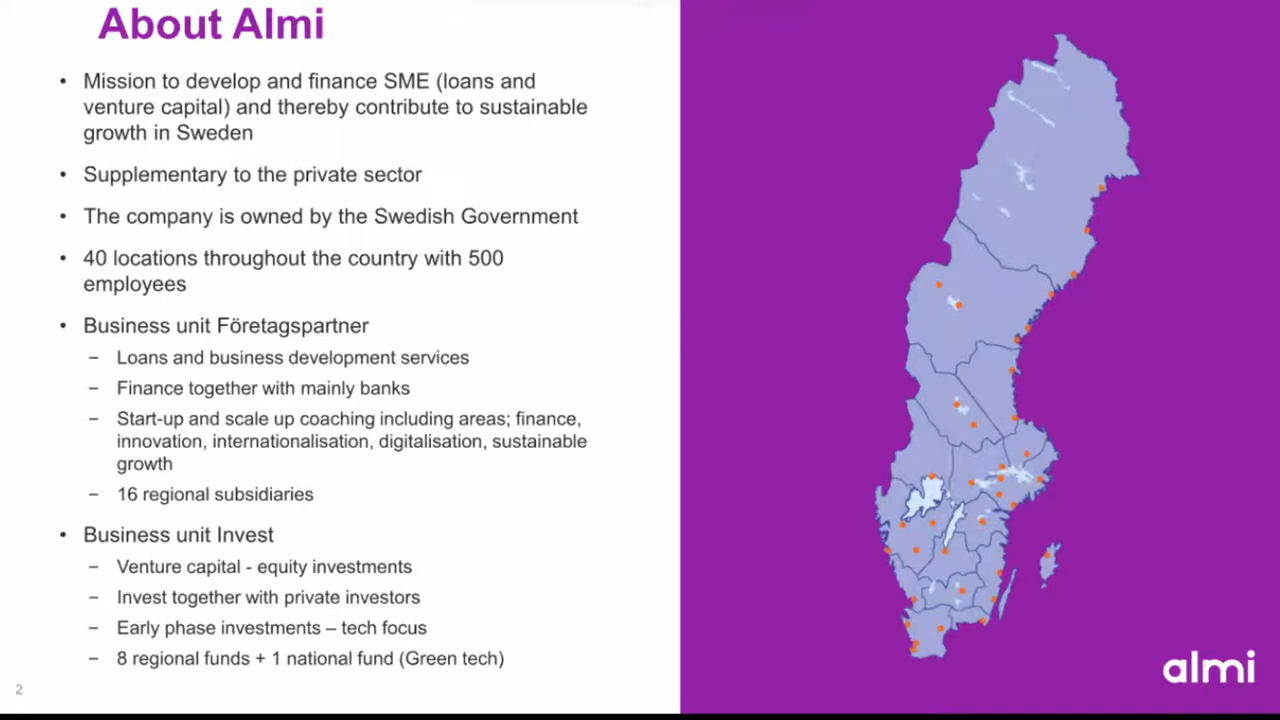 About Almi
• Mission to develop and finance SME (loans and
venture capital) and thereby contribute to sustainable
growth in Sweden
• Supplementary to the private sector
• The company is owned by the Swedish Government
• 40 locations throughout the country with 500
employees
• Business unit Företagspartner
– Loans and business development services
– Finance together with mainly banks
– Start-up and scale up coaching including areas; finance,
innovation, internationalisation, digitalisation, sustainable
growth
– 16 regional subsidiaries
• Business unit Invest
– Venture capital - equity investments
– Invest together with private investors
– Early phase investments – tech focus
– 8 regional funds + 1 national fund (Green tech)
2
almi